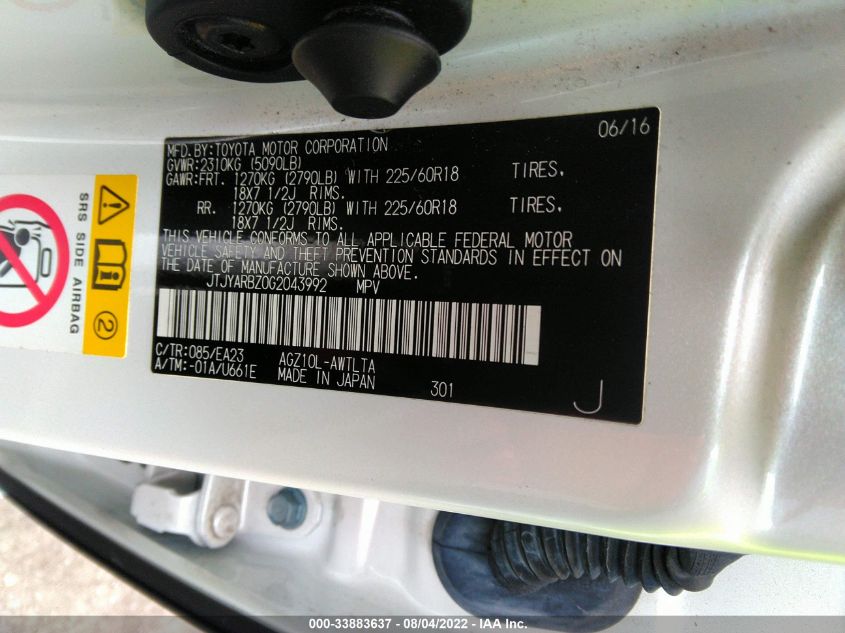 06/16
MFD.BY:TOYOTA MOTOR CORPORATION
GVWR:2310KG (5090LB)
GAWR:FRT. 1270KG (2790LB) WITH 225/60R18 TIRES,
18X7 1/2J RIMS.
RR. 1270KG (2790LB) WITH 225/60R18 TIRES,
18X7 1/2J RIMS.
THIS VEHICLE CONFORMS TO ALL APPLICABLE FEDERAL MOTOR
VEHICLE SAFETY AND THEFT PREVENTION STANDARDS IN EFFECT ON
THE DATE OF MANUFACTURE SHOWN ABOVE.
JTJYARBZ0G2043992 MPV
C/TR:085/EA23 AGZ10L-AWTLTA
A/TM:-01A/U661E MADE IN JAPAN 301
J
SRS SIDE AIRBAG
2
000-33883637 - 08/04/2022 - IAA Inc.